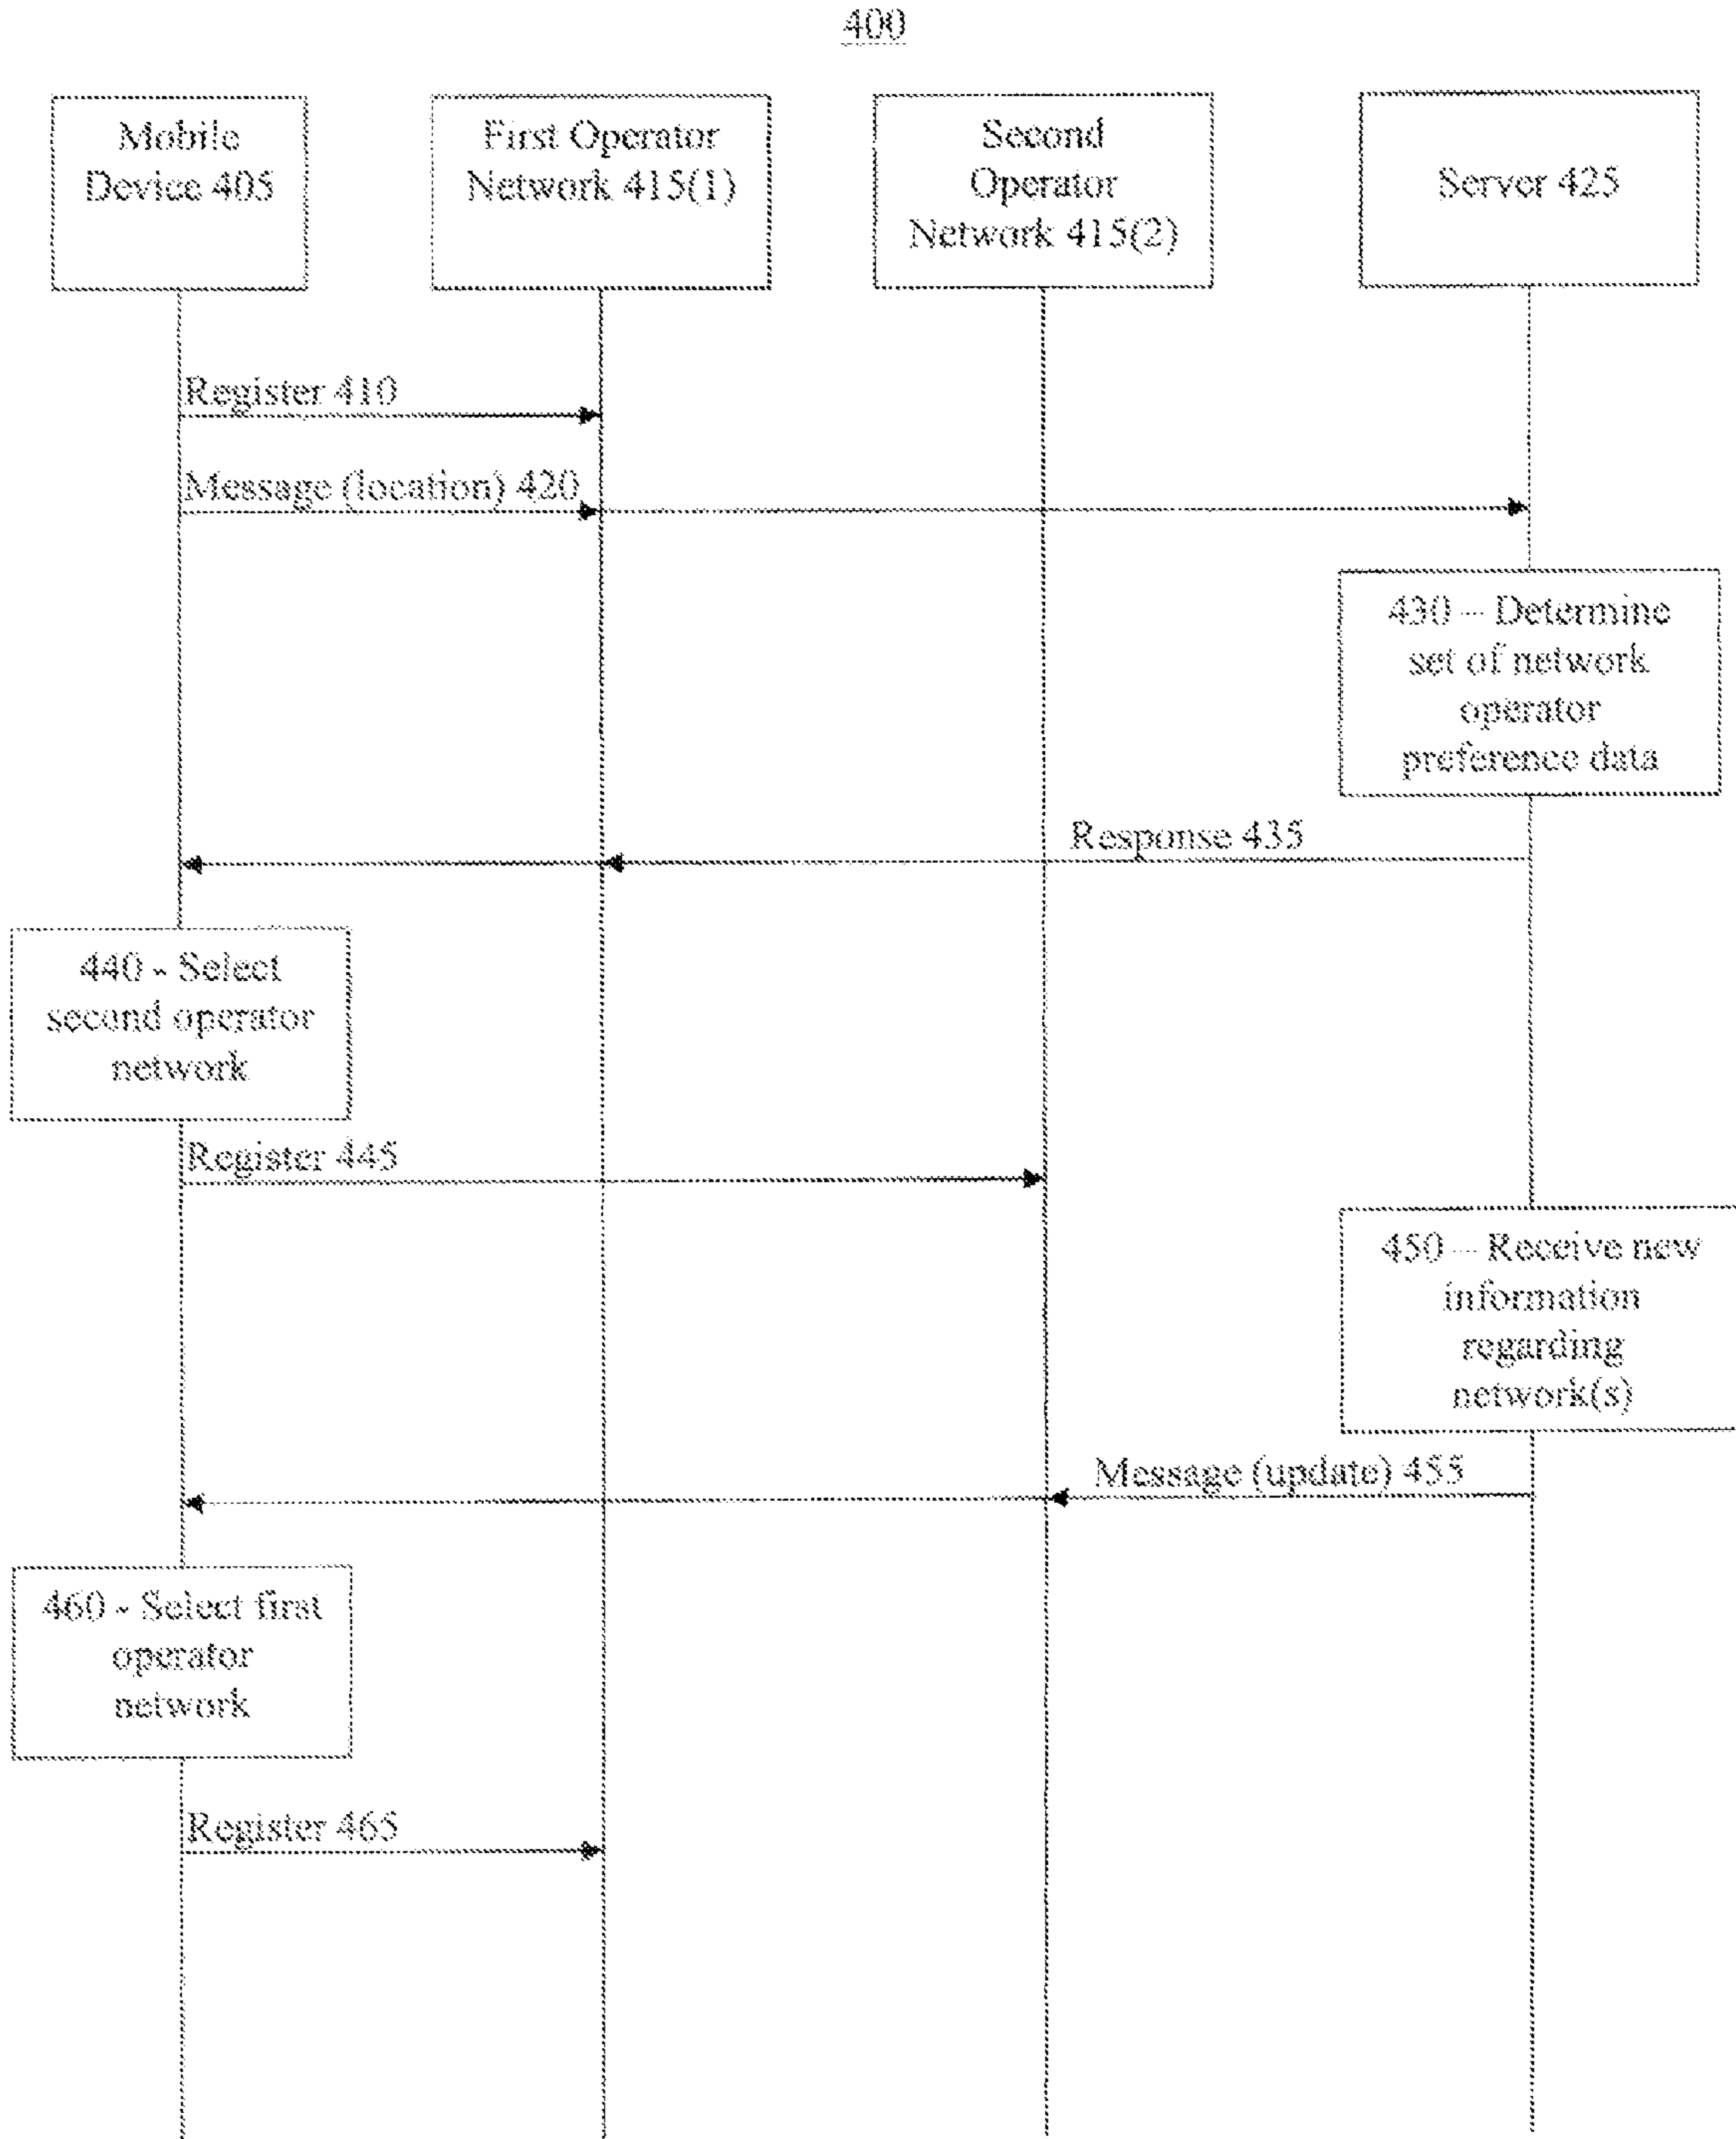 400
Mobile
Device 405
First Operator
Network 415(1)
Second
Operator
Network 415(2)
Server 425
Register 410
Message (location) 420
430 – Determine
set of network
operator
preference data
Response 435
440 - Select
second operator
network
Register 445
450 – Receive new
information
regarding
network(s)
Message (update) 455
460 - Select first
operator
network
Register 465